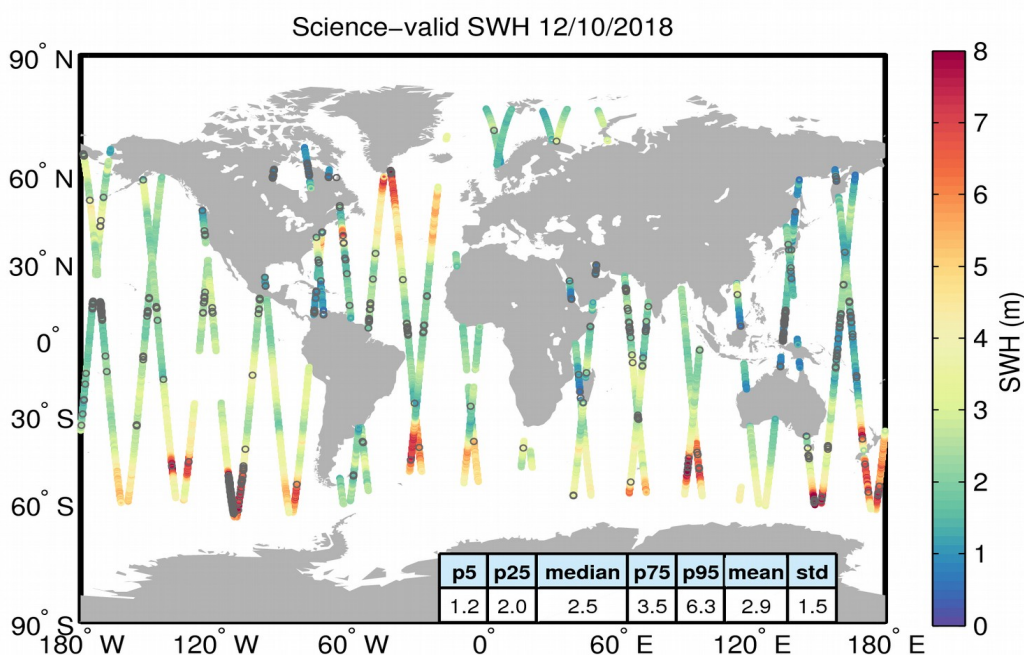 Science−valid SWH 12/10/2018
90° N
60° N
30° N
0°
30° S
60° S
90° S
180° W
120° W
60° W
0°
60° E
120° E
180° E
p5 p25 median p75 p95 mean std
1.2 2.0 2.5 3.5 6.3 2.9 1.5
8
7
6
5
4
3
2
1
0
SWH (m)